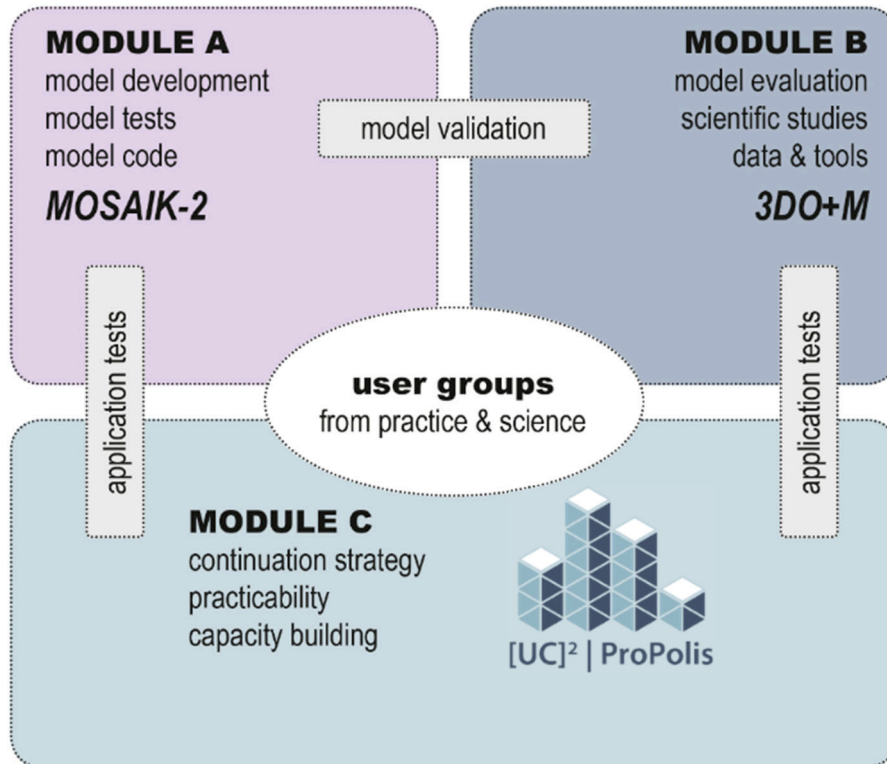 MODULE A
model development
model tests
model code
MOSAIK-2
model validation
MODULE B
model evaluation
scientific studies
data & tools
3DO+M
application tests
user groups
from practice & science
application tests
MODULE C
continuation strategy
practicability
capacity building
[UC]² | ProPolis